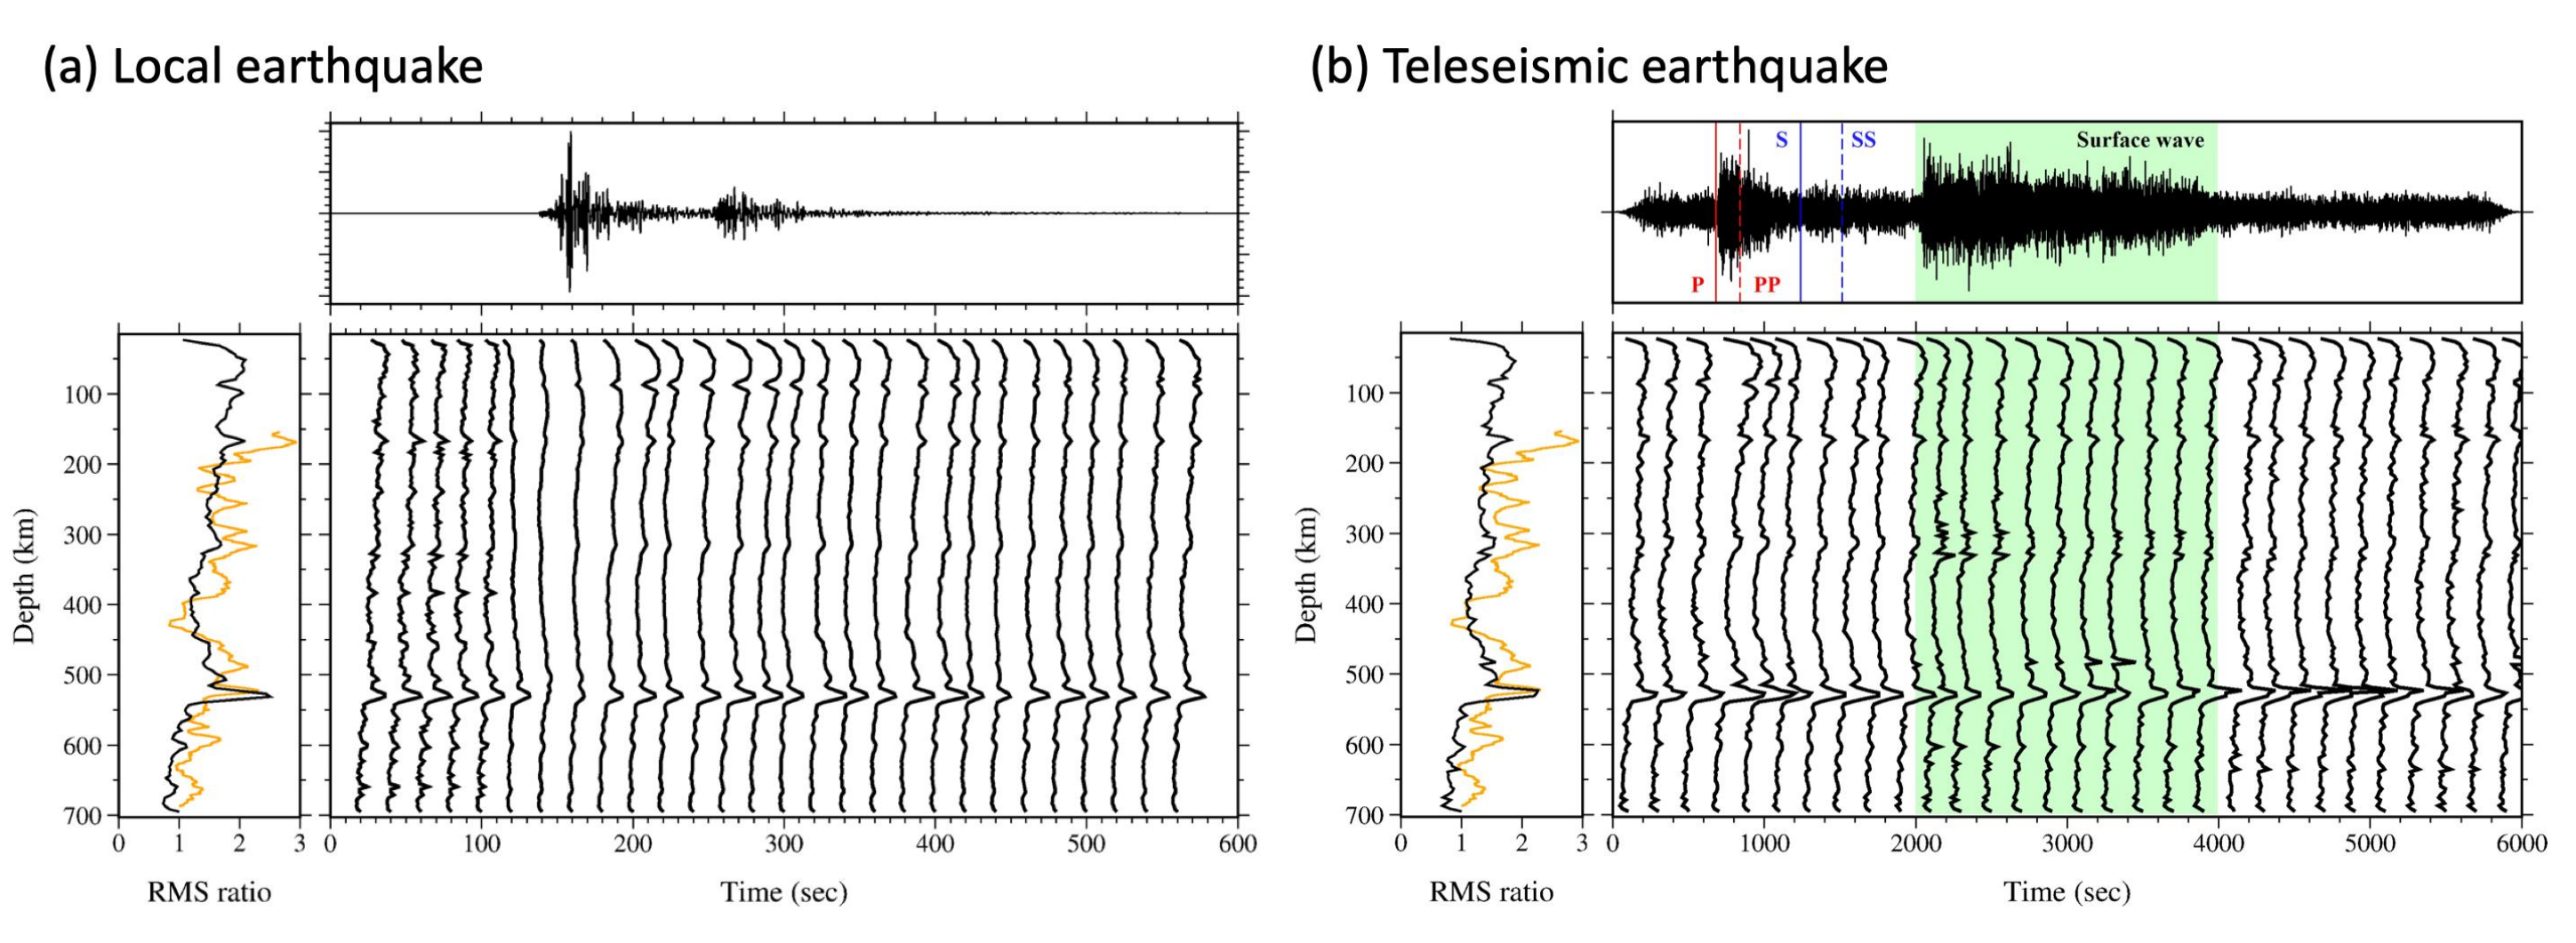 (a) Local earthquake
(b) Teleseismic earthquake
S
SS
Surface wave
P
PP
100
200
300
400
500
600
700
Depth (km)
0 1 2 3
RMS ratio
0 100 200 300 400 500 600
Time (sec)
100
200
300
400
500
600
700
Depth (km)
0 1 2 3
RMS ratio
0 1000 2000 3000 4000 5000 6000
Time (sec)